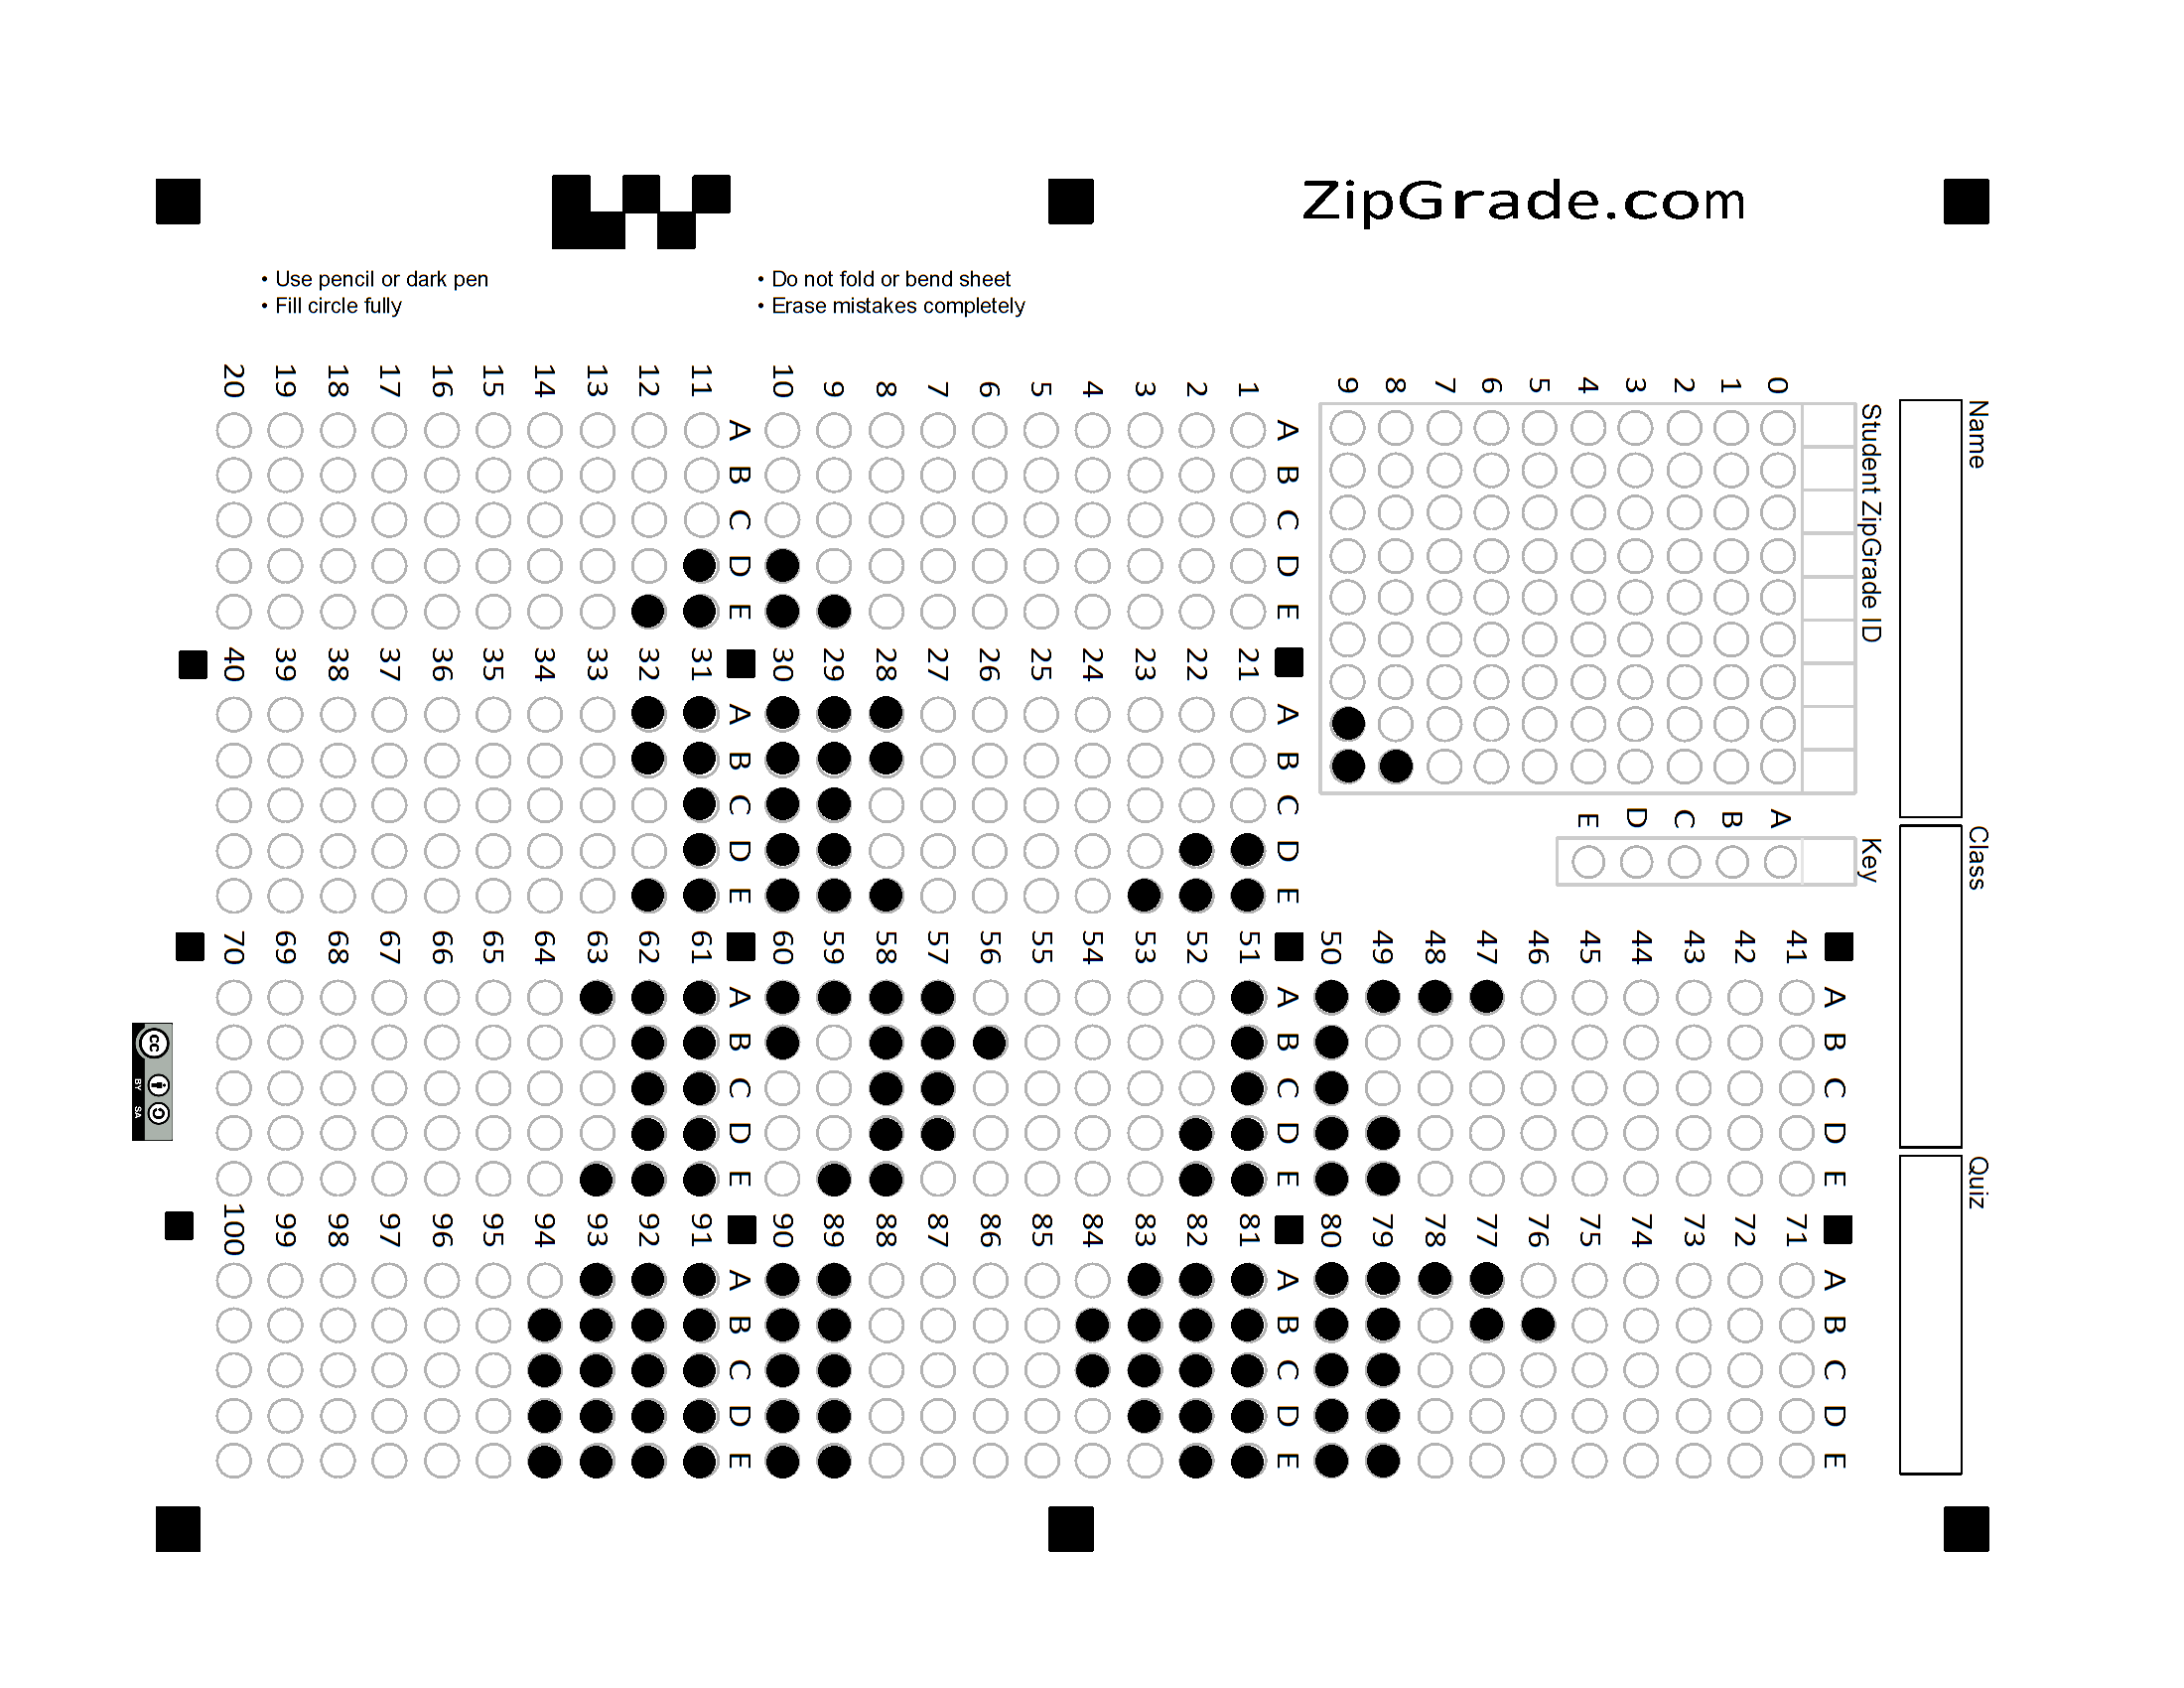 ZipGrade.com
• Use pencil or dark pen
• Fill circle fully
• Do not fold or bend sheet
• Erase mistakes completely
Name
Class
Quiz
Student ZipGrade ID
0 1 2 3 4 5 6 7 8 9
Key
A B C D E
1 2 3 4 5 6 7 8 9 10
A B C D E
11 12 13 14 15 16 17 18 19 20
A B C D E
21 22 23 24 25 26 27 28 29 30
A B C D E
31 32 33 34 35 36 37 38 39 40
A B C D E
41 42 43 44 45 46 47 48 49 50
A B C D E
51 52 53 54 55 56 57 58 59 60
A B C D E
61 62 63 64 65 66 67 68 69 70
A B C D E
71 72 73 74 75 76 77 78 79 80
A B C D E
81 82 83 84 85 86 87 88 89 90
A B C D E
91 92 93 94 95 96 97 98 99 100
A B C D E
cc
BY SA